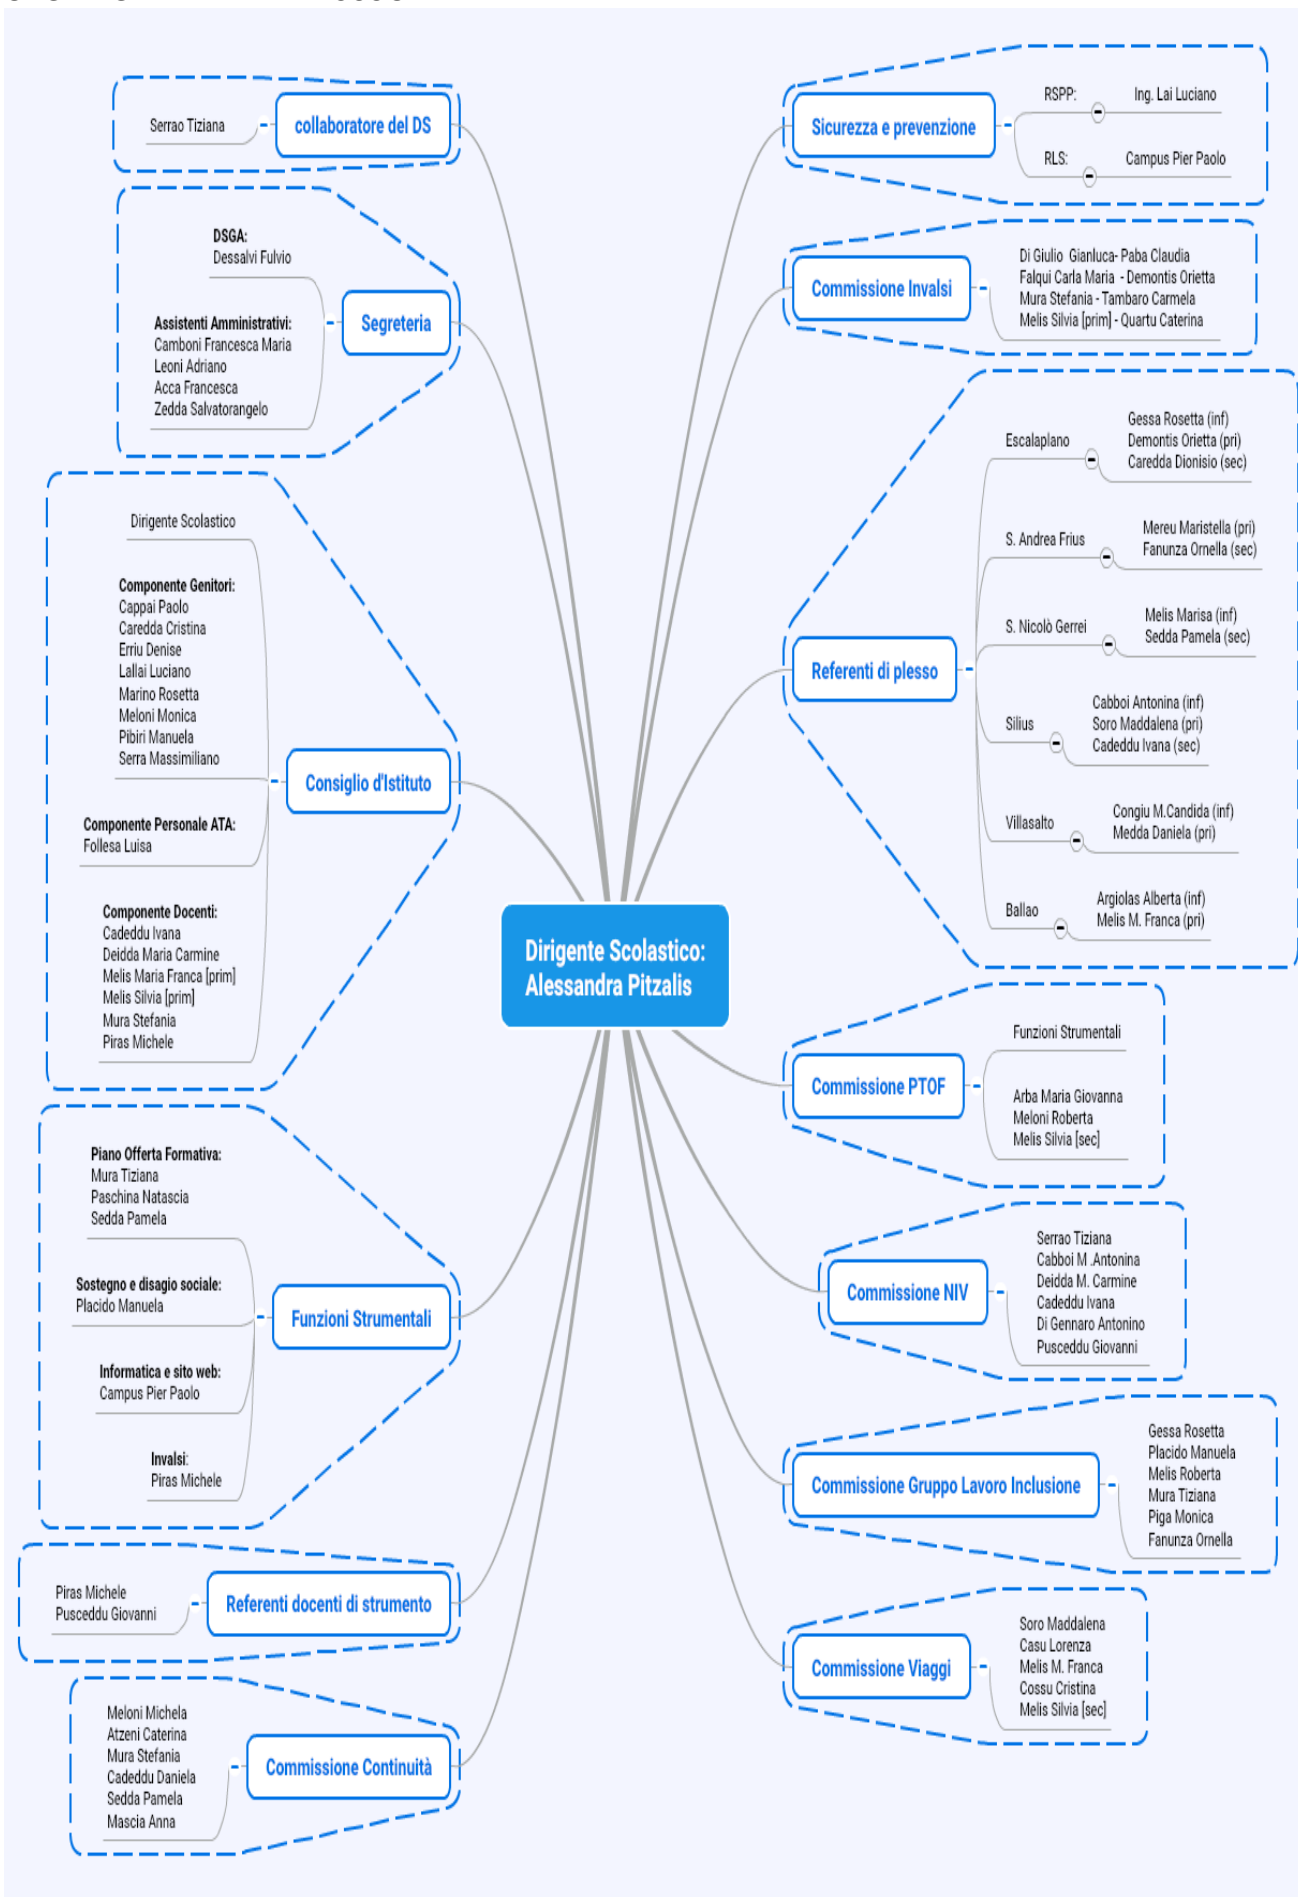 collaboratore del DS
Serrao Tiziana
Segreteria
DSGA:
Dessalvi Fulvio
Assistenti Amministrativi:
Camboni Francesca Maria
Leoni Adriano
Acca Francesca
Zedda Salvatorangelo
Consiglio d'Istituto
Dirigente Scolastico
Componente Genitori:
Cappai Paolo
Caredda Cristina
Erriu Denise
Lallai Luciano
Marino Rosetta
Meloni Monica
Pibiri Manuela
Serra Massimiliano
Componente Personale ATA:
Follesa Luisa
Componente Docenti:
Cadeddu Ivana
Deidda Maria Carmine
Melis Maria Franca [prim]
Melis Silvia [prim]
Mura Stefania
Piras Michele
Funzioni Strumentali
Piano Offerta Formativa:
Mura Tiziana
Paschina Natascia
Sedda Pamela
Sostegno e disagio sociale:
Placido Manuela
Informatica e sito web:
Campus Pier Paolo
Invalsi:
Piras Michele
Referenti docenti di strumento
Piras Michele
Pusceddu Giovanni
Commissione Continuità
Meloni Michela
Atzeni Caterina
Mura Stefania
Cadeddu Daniela
Sedda Pamela
Mascia Anna
Dirigente Scolastico:
Alessandra Pitzalis
Sicurezza e prevenzione
RSPP: Ing. Lai Luciano
RLS: Campus Pier Paolo
Commissione Invalsi
Di Giulio Gianluca- Paba Claudia
Falqui Carla Maria - Demontis Orietta
Mura Stefania - Tambaro Carmela
Melis Silvia [prim] - Quartu Caterina
Referenti di plesso
Escalaplano
Gessa Rosetta (inf)
Demontis Orietta (pri)
Caredda Dionisio (sec)
S. Andrea Frius
Mereu Maristella (pri)
Fanunza Ornella (sec)
S. Nicolò Gerrei
Melis Marisa (inf)
Sedda Pamela (sec)
Silius
Cabboi Antonina (inf)
Soro Maddalena (pri)
Cadeddu Ivana (sec)
Villasalto
Congiu M.Candida (inf)
Medda Daniela (pri)
Ballao
Argiolas Alberta (inf)
Melis M. Franca (pri)
Commissione PTOF
Funzioni Strumentali
Arba Maria Giovanna
Meloni Roberta
Melis Silvia [sec]
Commissione NIV
Serrao Tiziana
Cabboi M .Antonina
Deidda M. Carmine
Cadeddu Ivana
Di Gennaro Antonino
Pusceddu Giovanni
Commissione Gruppo Lavoro Inclusione
Gessa Rosetta
Placido Manuela
Melis Roberta
Mura Tiziana
Piga Monica
Fanunza Ornella
Commissione Viaggi
Soro Maddalena
Casu Lorenza
Melis M. Franca
Cossu Cristina
Melis Silvia [sec]